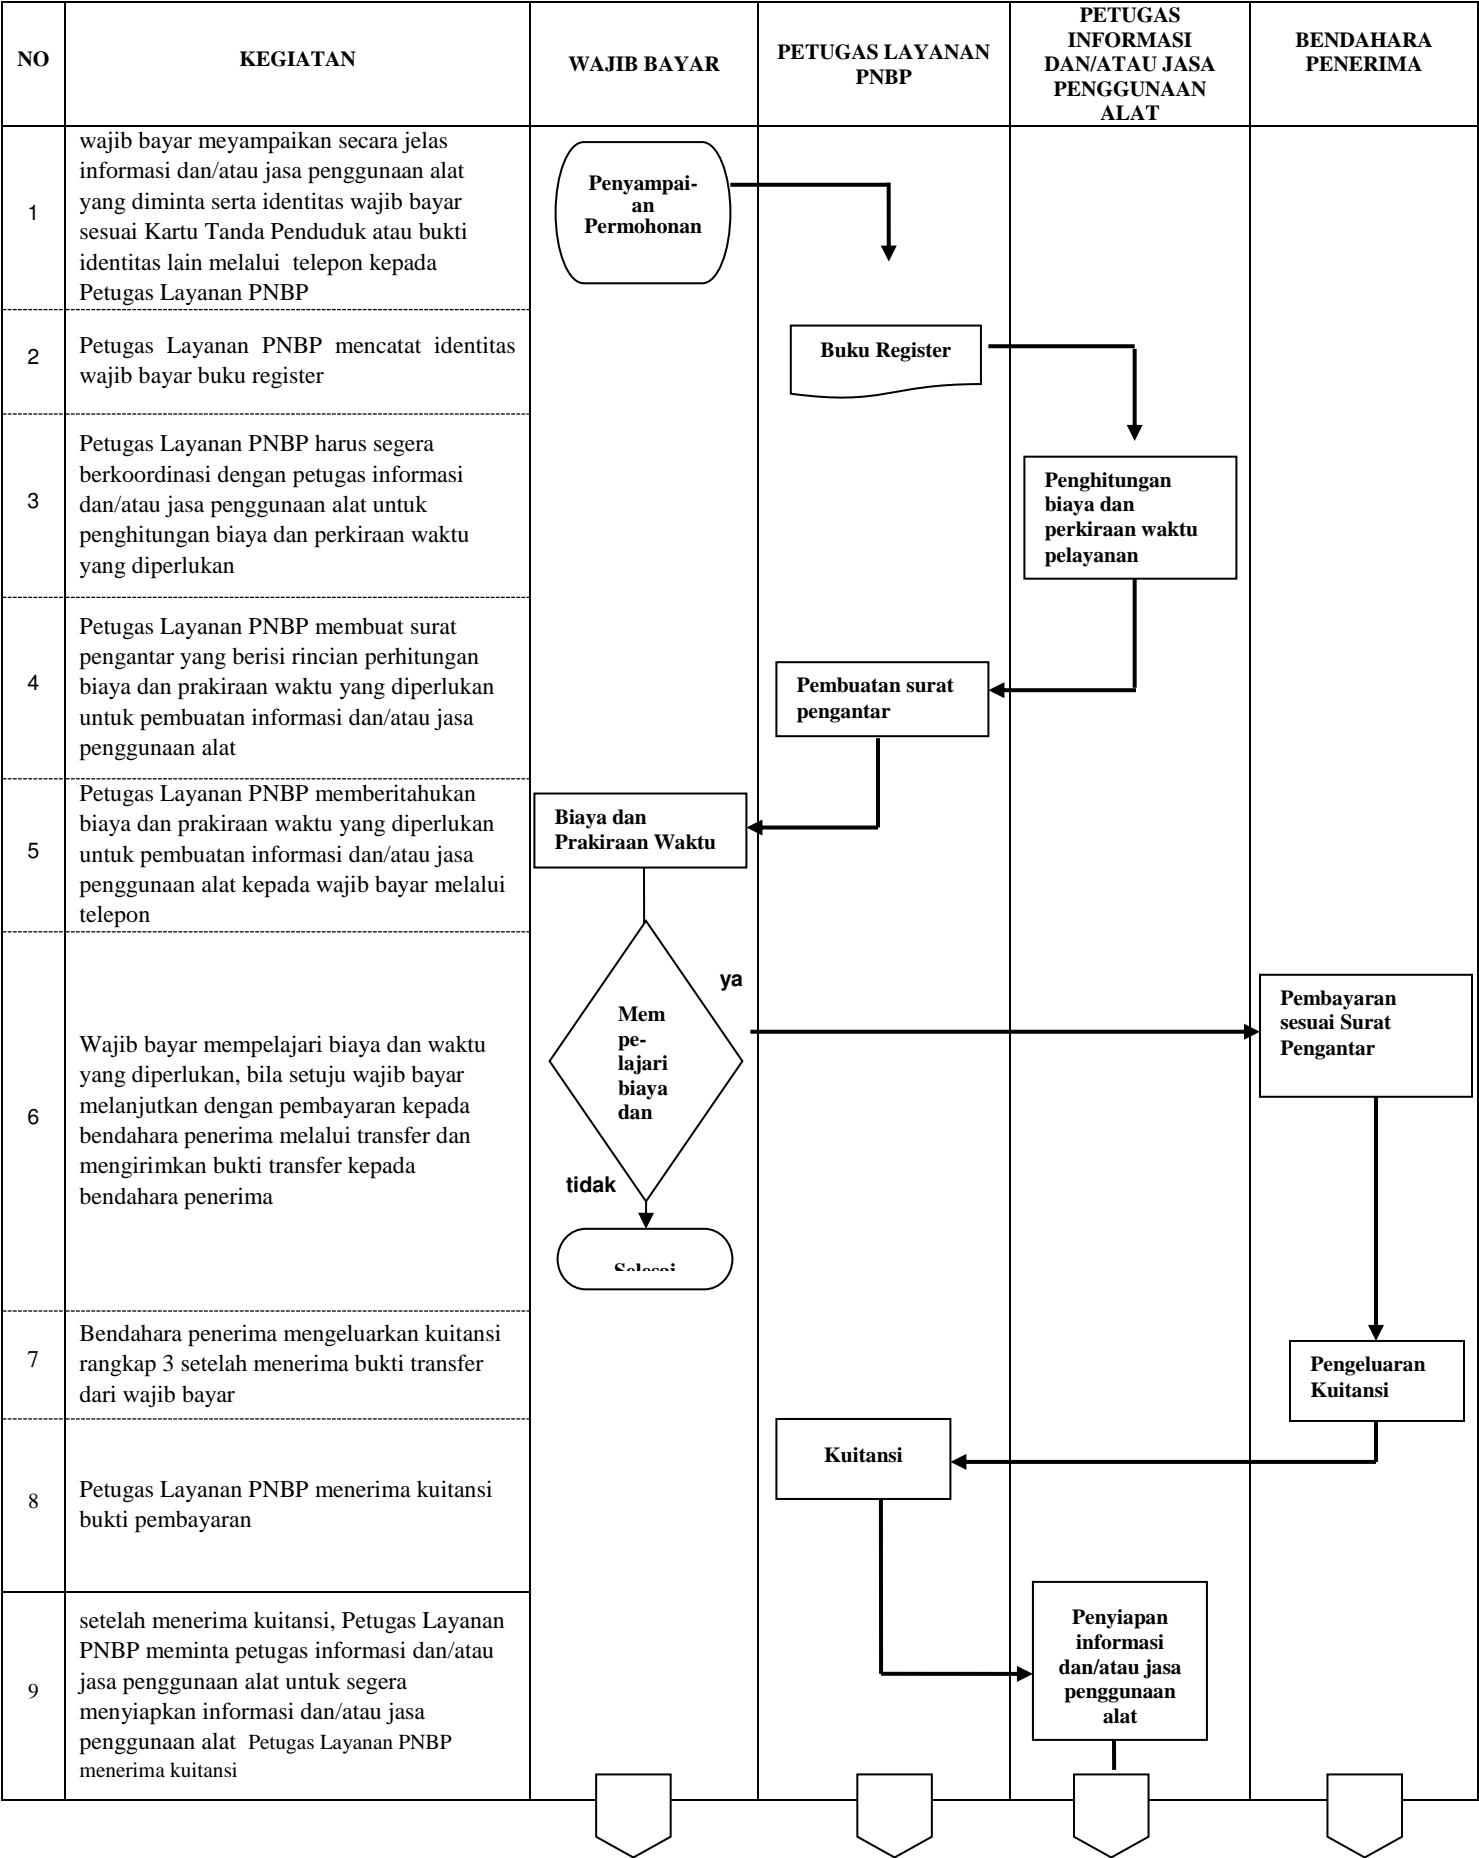 NO
KEGIATAN
WAJIB BAYAR
PETUGAS LAYANAN
PNBP
PETUGAS
INFORMASI
DAN/ATAU JASA
PENGGUNAAN
ALAT
BENDAHARA
PENERIMA
1
wajib bayar meyampaikan secara jelas
informasi dan/atau jasa penggunaan alat
yang diminta serta identitas wajib bayar
sesuai Kartu Tanda Penduduk atau bukti
identitas lain melalui telepon kepada
Petugas Layanan PNBP
Penyampai-
an
Permohonan
2
Petugas Layanan PNBP mencatat identitas
wajib bayar buku register
Buku Register
3
Petugas Layanan PNBP harus segera
berkoordinasi dengan petugas informasi
dan/atau jasa penggunaan alat untuk
penghitungan biaya dan perkiraan waktu
yang diperlukan
Penghitungan
biaya dan
perkiraan waktu
pelayanan
4
Petugas Layanan PNBP membuat surat
pengantar yang berisi rincian perhitungan
biaya dan prakiraan waktu yang diperlukan
untuk pembuatan informasi dan/atau jasa
penggunaan alat
Pembuatan surat
pengantar
5
Petugas Layanan PNBP memberitahukan
biaya dan prakiraan waktu yang diperlukan
untuk pembuatan informasi dan/atau jasa
penggunaan alat kepada wajib bayar melalui
telepon
Biaya dan
Prakiraan Waktu
6
Wajib bayar mempelajari biaya dan waktu
yang diperlukan, bila setuju wajib bayar
melanjutkan dengan pembayaran kepada
bendahara penerima melalui transfer dan
mengirimkan bukti transfer kepada
bendahara penerima
Mem
pe-
lajari
biaya
dan
ya
tidak
Selesai
Pembayaran
sesuai Surat
Pengantar
7
Bendahara penerima mengeluarkan kuitansi
rangkap 3 setelah menerima bukti transfer
dari wajib bayar
Pengeluaran
Kuitansi
8
Petugas Layanan PNBP menerima kuitansi
bukti pembayaran
Kuitansi
9
setelah menerima kuitansi, Petugas Layanan
PNBP meminta petugas informasi dan/atau
jasa penggunaan alat untuk segera
menyiapkan informasi dan/atau jasa
penggunaan alat Petugas Layanan PNBP
menerima kuitansi
Penyiapan
informasi
dan/atau jasa
penggunaan
alat